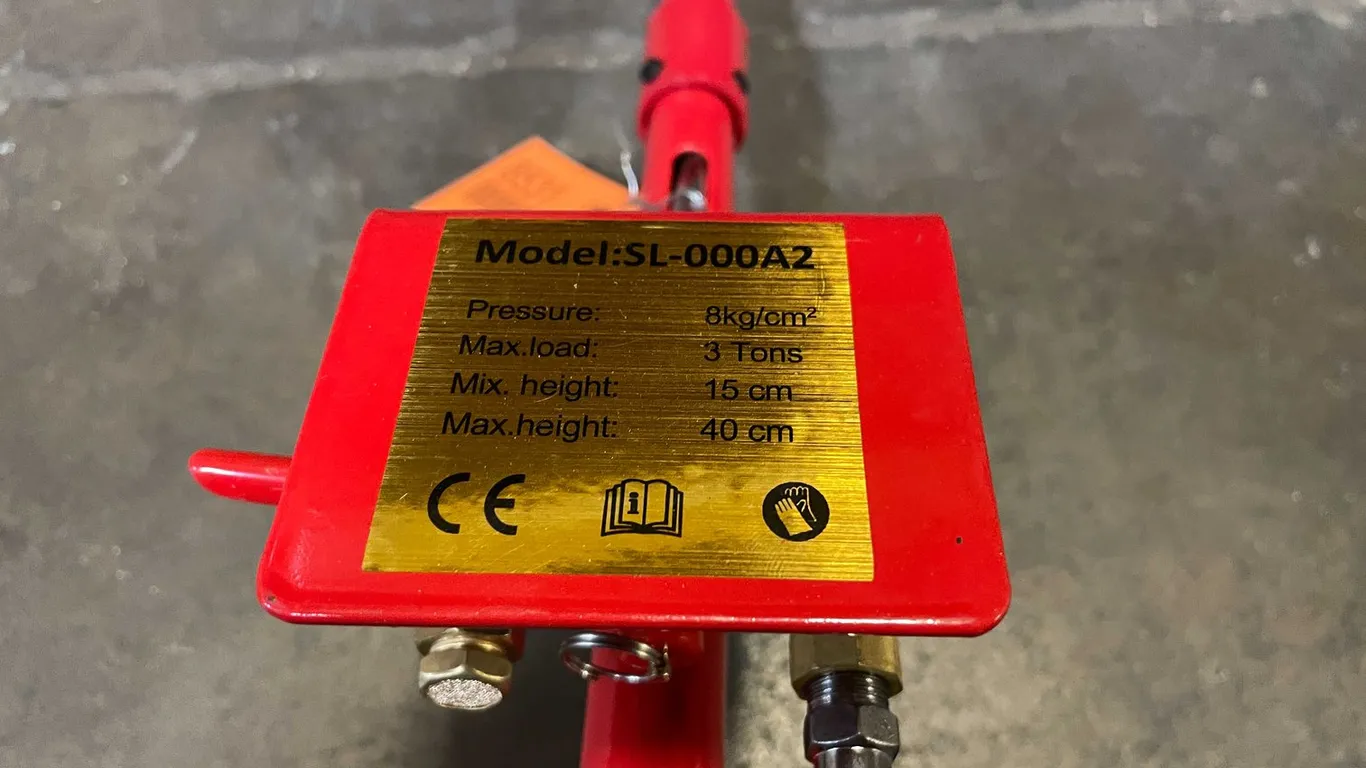 Model:SL-000A2
Pressure: 8kg/cm²
Max.load: 3 Tons
Mix. height: 15 cm
Max.height: 40 cm
CE